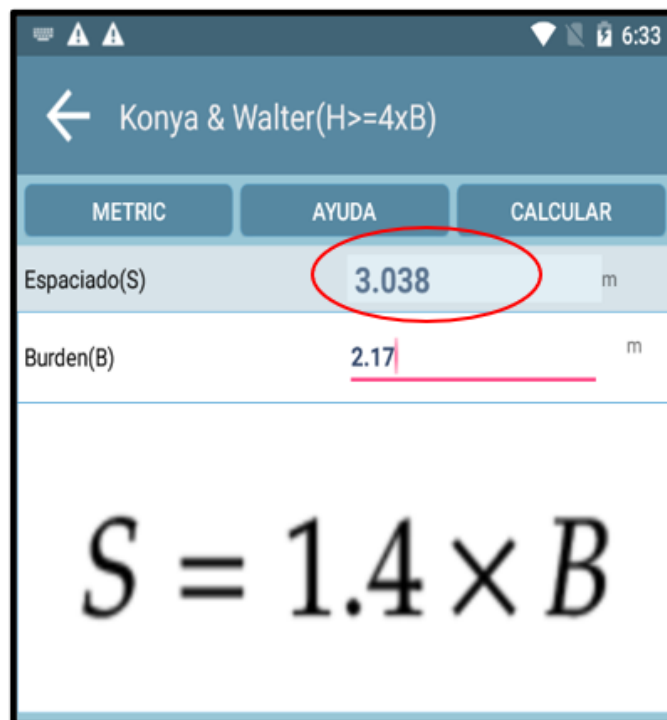 6:33
Konya & Walter(H>=4xB)
METRIC AYUDA CALCULAR
Espaciado(S) 3.038 m
Burden(B) 2.17 m
S = 1.4 × B